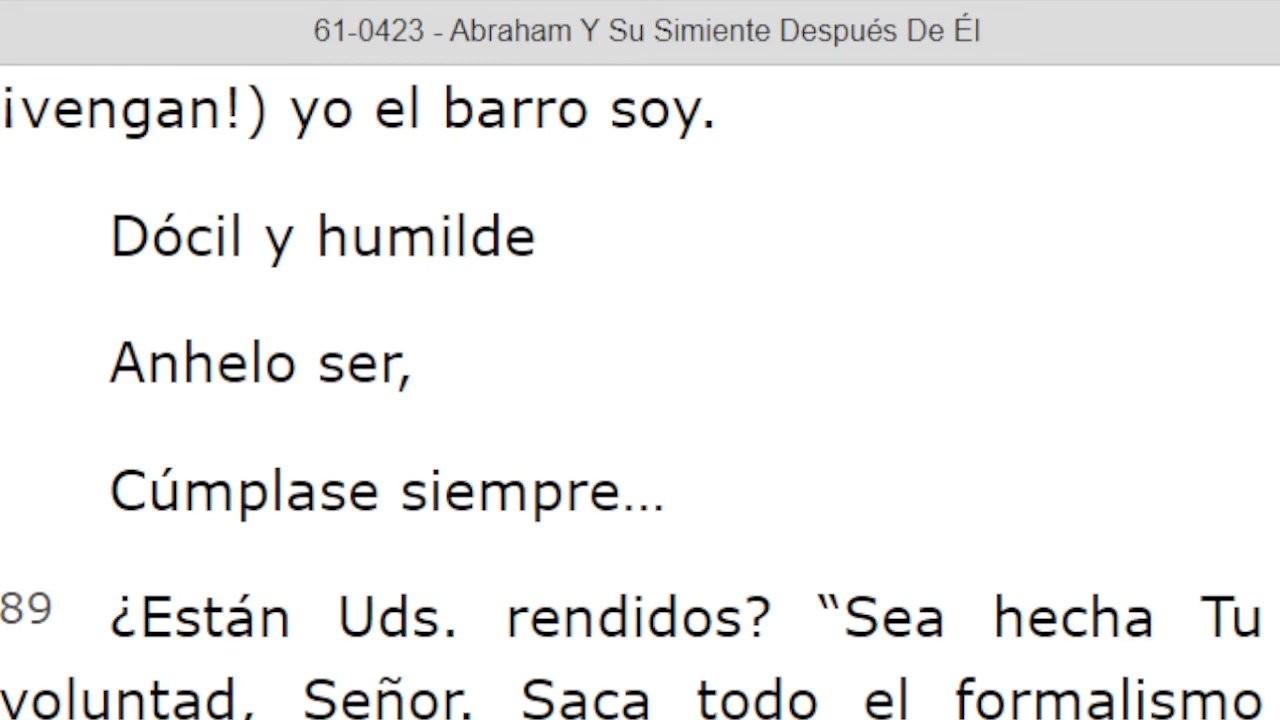 61-0423 - Abraham Y Su Simiente Después De Él
¡vengan!) yo el barro soy.
Dócil y humilde
Anhelo ser,
Cúmplase siempre...
89 ¿Están Uds. rendidos? “Sea hecha Tu
voluntad, Señor. Saca todo el formalismo